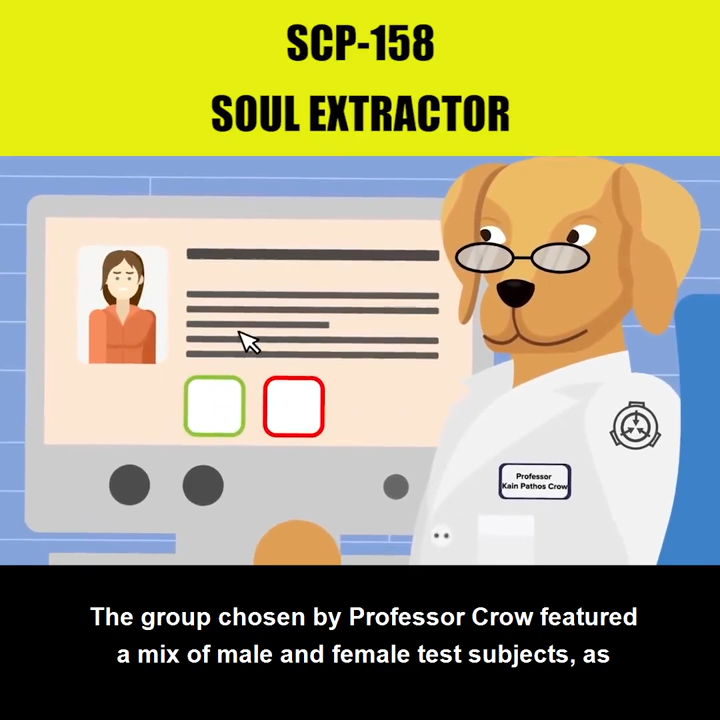 SCP-158
SOUL EXTRACTOR
Professor
Kain Pathos Crow
The group chosen by Professor Crow featured
a mix of male and female test subjects, as